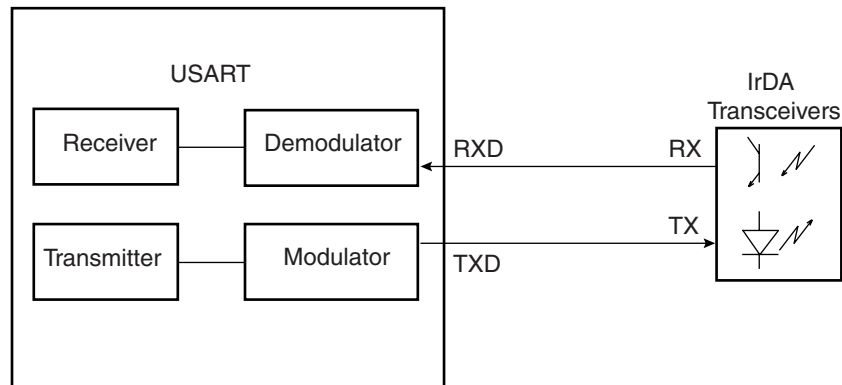 USART
IrDA
Transceivers
Receiver
Demodulator
RXD
RX
Transmitter
Modulator
TXD
TX